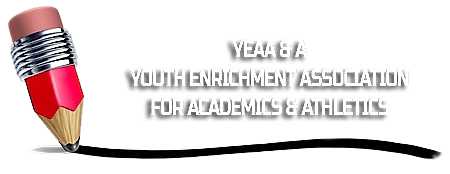 YEAA & A
YOUTH ENRICHMENT ASSOCIATION
FOR ACADEMICS & ATHLETICS